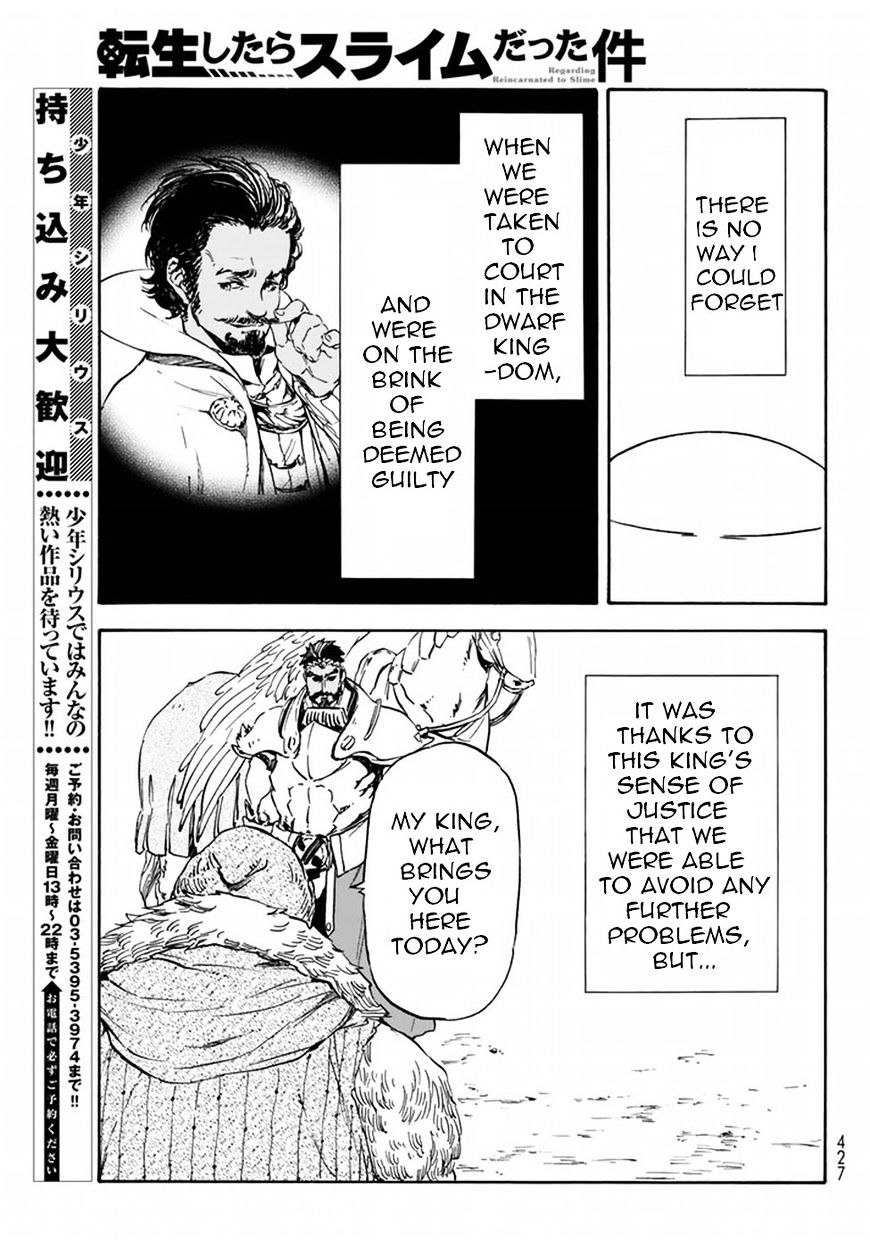 転生したらスライムだった件
Regarding
Reincarnated to Slime
THERE
IS NO
WAY I
COULD
FORGET
WHEN
WE
WERE
TAKEN
TO
COURT
IN THE
DWARF
KING
-DOM,
AND
WERE
ON THE
BRINK
OF
BEING
DEEMED
GUILTY
IT WAS
THANKS TO
THIS KING'S
SENSE OF
JUSTICE
THAT WE
WERE ABLE
TO AVOID ANY
FURTHER
PROBLEMS,
BUT...
MY KING,
WHAT
BRINGS
YOU
HERE
TODAY?
少年シリウス
持ち込み大歓迎
少年シリウスではみんなの
熱い作品を待っています!!
ご予約・お問い合わせは03-5395-3974まで!!
毎週月曜～金曜日13時～22時まで
お電話で必ずご予約ください
427